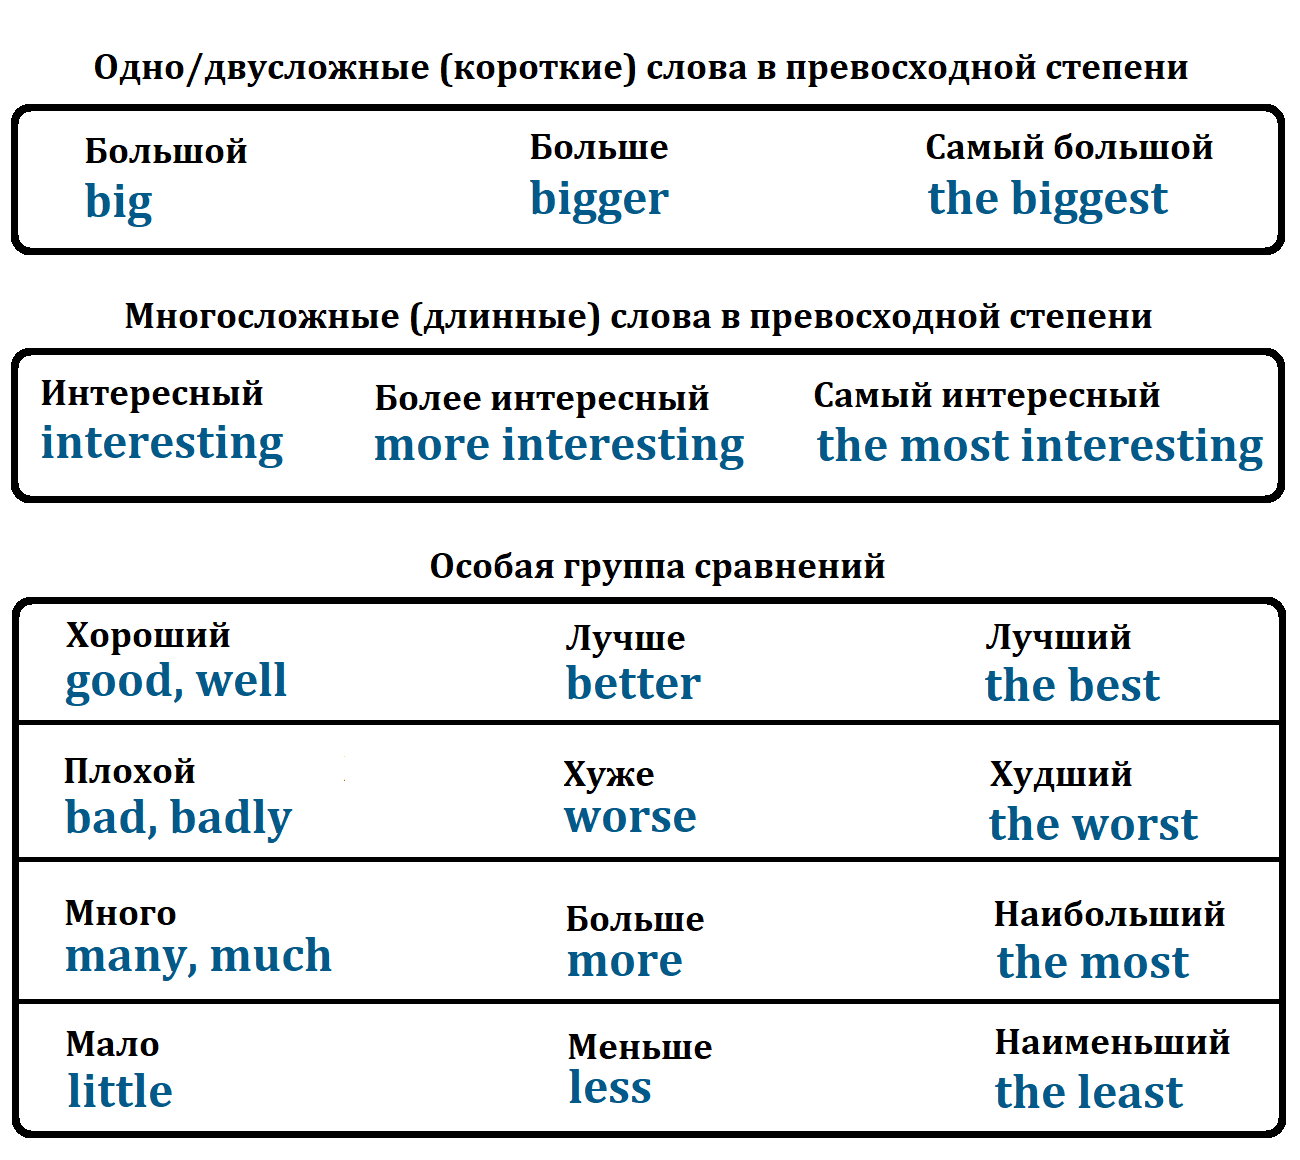 Одно/двусложные (короткие) слова в превосходной степени
Большой Больше Самый большой
big bigger the biggest
Многосложные (длинные) слова в превосходной степени
Интересный Более интересный Самый интересный
interesting more interesting the most interesting
Особая группа сравнений
Хороший Лучше Лучший
good, well better the best
Плохой Хуже Худший
bad, badly worse the worst
Много Больше Наибольший
many, much more the most
Мало Меньше Наименьший
little less the least